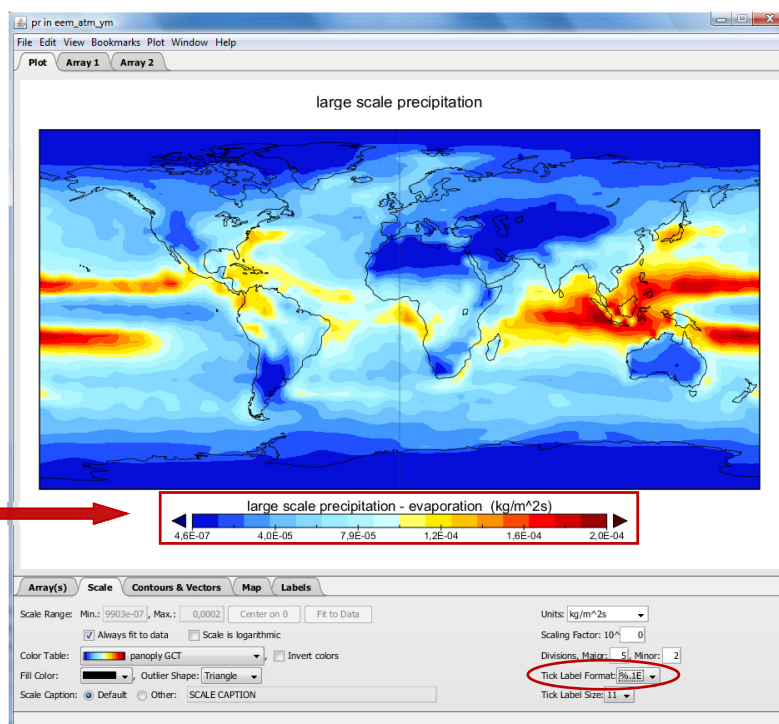 pr in eem_atm_ym
File Edit View Bookmarks Plot Window Help
Plot Array 1 Array 2
large scale precipitation
large scale precipitation - evaporation (kg/m^2s)
4,6E-07 4,0E-05 7,9E-05 1,2E-04 1,6E-04 2,0E-04
Array(s) Scale Contours & Vectors Map Labels
Scale Range: Min.: 9903e-07 , Max.: 0,0002 Center on 0 Fit to Data Units: kg/m^2s
Always fit to data Scale is logarithmic Scaling Factor: 10^ 0
Color Table: panoply GCT , Invert colors Divisions, Major: 5 , Minor: 2
Fill Color: , Outlier Shape: Triangle Tick Label Format: %.1E
Scale Caption: Default Other: SCALE CAPTION Tick Label Size: 11